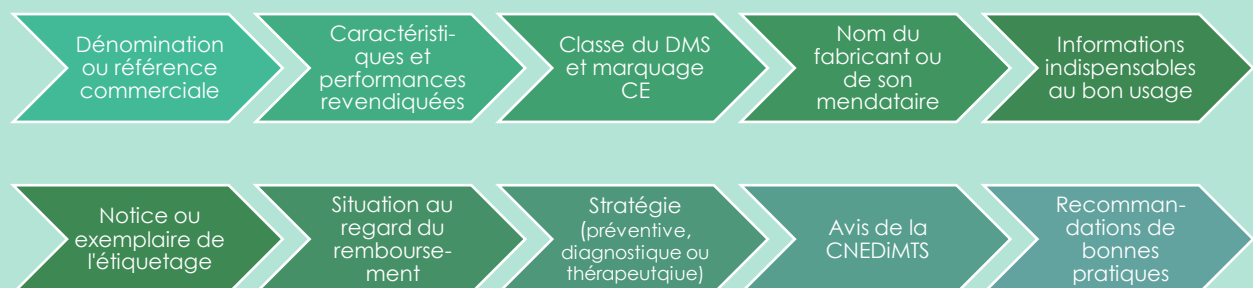 Dénomination
ou référence
commerciale
Caractéristi-
ques et
performances
revendiquées
Classe du DMS
et marquage
CE
Nom du
fabricant ou
de son
mendataire
Informations
indispensables
au bon usage
Notice ou
exemplaire de
l'étiquetage
Situation au
regard du
rembourse-
ment
Stratégie
(préventive,
diagnostique ou
thérapeutqiue)
Avis de la
CNEDiMTS
Recomman-
dations de
bonnes
pratiques